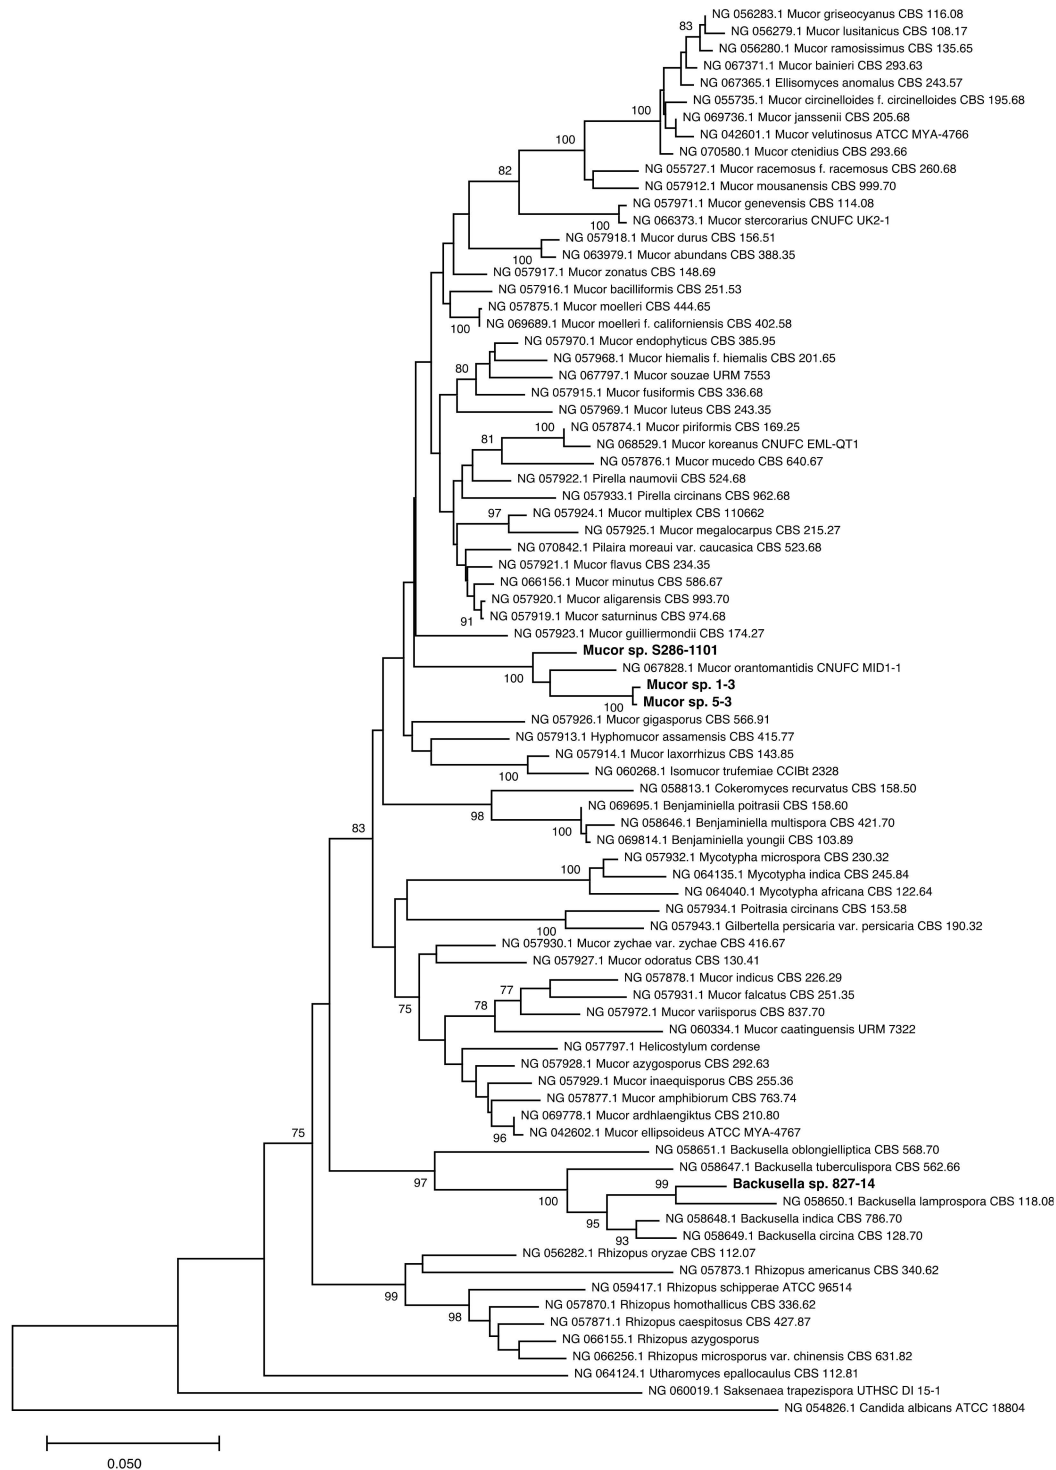 NG 056283.1 Mucor griseocyanus CBS 116.08
83
NG 056279.1 Mucor lusitanicus CBS 108.17
NG 056280.1 Mucor ramosissimus CBS 135.65
NG 067371.1 Mucor bainieri CBS 293.63
NG 067365.1 Ellisomyces anomalus CBS 243.57
NG 055735.1 Mucor circinelloides f. circinelloides CBS 195.68
100
NG 069736.1 Mucor janssenii CBS 205.68
NG 042601.1 Mucor velutinosus ATCC MYA-4766
100
NG 070580.1 Mucor ctenidius CBS 293.66
82
NG 055727.1 Mucor racemosus f. racemosus CBS 260.68
NG 057912.1 Mucor mousanensis CBS 999.70
NG 057971.1 Mucor genevensis CBS 114.08
100
NG 066373.1 Mucor stercorarius CNUFC UK2-1
NG 057918.1 Mucor durus CBS 156.51
100
NG 063979.1 Mucor abundans CBS 388.35
NG 057917.1 Mucor zonatus CBS 148.69
NG 057916.1 Mucor bacilliformis CBS 251.53
NG 057875.1 Mucor moelleri CBS 444.65
100
NG 069689.1 Mucor moelleri f. californiensis CBS 402.58
NG 057970.1 Mucor endophyticus CBS 385.95
NG 057968.1 Mucor hiemalis f. hiemalis CBS 201.65
80
NG 067797.1 Mucor souzae URM 7553
NG 057915.1 Mucor fusiformis CBS 336.68
NG 057969.1 Mucor luteus CBS 243.35
100
NG 057874.1 Mucor piriformis CBS 169.25
81
NG 068529.1 Mucor koreanus CNUFC EML-QT1
NG 057876.1 Mucor mucedo CBS 640.67
NG 057922.1 Pirella naumovii CBS 524.68
NG 057933.1 Pirella circinans CBS 962.68
97
NG 057924.1 Mucor multiplex CBS 110662
NG 057925.1 Mucor megalocarpus CBS 215.27
NG 070842.1 Pilaira moreaui var. caucasica CBS 523.68
NG 057921.1 Mucor flavus CBS 234.35
NG 066156.1 Mucor minutus CBS 586.67
NG 057920.1 Mucor aligarensis CBS 993.70
91
NG 057919.1 Mucor saturninus CBS 974.68
NG 057923.1 Mucor guilliermondii CBS 174.27
Mucor sp. S286-1101
100
NG 067828.1 Mucor orantomantidis CNUFC MID1-1
Mucor sp. 1-3
100
Mucor sp. 5-3
NG 057926.1 Mucor gigasporus CBS 566.91
NG 057913.1 Hyphomucor assamensis CBS 415.77
NG 057914.1 Mucor laxorrhizus CBS 143.85
100
NG 060268.1 Isomucor trufemiae CCIBt 2328
NG 058813.1 Cokeromyces recurvatus CBS 158.50
98
NG 069695.1 Benjaminiella poitrasii CBS 158.60
NG 058646.1 Benjaminiella multispora CBS 421.70
83
100
NG 069814.1 Benjaminiella youngii CBS 103.89
NG 057932.1 Mycotypha microspora CBS 230.32
100
NG 064135.1 Mycotypha indica CBS 245.84
NG 064040.1 Mycotypha africana CBS 122.64
NG 057934.1 Poitrasia circinans CBS 153.58
100
NG 057943.1 Gilbertella persicaria var. persicaria CBS 190.32
NG 057930.1 Mucor zychae var. zychae CBS 416.67
NG 057927.1 Mucor odoratus CBS 130.41
NG 057878.1 Mucor indicus CBS 226.29
77
NG 057931.1 Mucor falcatus CBS 251.35
75
78
NG 057972.1 Mucor variisporus CBS 837.70
NG 060334.1 Mucor caatinguensis URM 7322
NG 057797.1 Helicostylum cordense
NG 057928.1 Mucor azygosporus CBS 292.63
NG 057929.1 Mucor inaequisporus CBS 255.36
NG 057877.1 Mucor amphibiorum CBS 763.74
NG 069778.1 Mucor ardhlaengiktus CBS 210.80
75
96
NG 042602.1 Mucor ellipsoideus ATCC MYA-4767
NG 058651.1 Backusella oblongielliptica CBS 568.70
97
NG 058647.1 Backusella tuberculispora CBS 562.66
99
Backusella sp. 827-14
100
NG 058650.1 Backusella lamprospora CBS 118.08
95
NG 058648.1 Backusella indica CBS 786.70
93
NG 058649.1 Backusella circina CBS 128.70
NG 056282.1 Rhizopus oryzae CBS 112.07
NG 057873.1 Rhizopus americanus CBS 340.62
99
NG 059417.1 Rhizopus schipperae ATCC 96514
98
NG 057870.1 Rhizopus homothallicus CBS 336.62
NG 057871.1 Rhizopus caespitosus CBS 427.87
NG 066155.1 Rhizopus azygosporus
NG 066256.1 Rhizopus microsporus var. chinensis CBS 631.82
NG 064124.1 Utharomyces epallocaulus CBS 112.81
NG 060019.1 Saksenaea trapezispora UTHSC DI 15-1
NG 054826.1 Candida albicans ATCC 18804
0.050